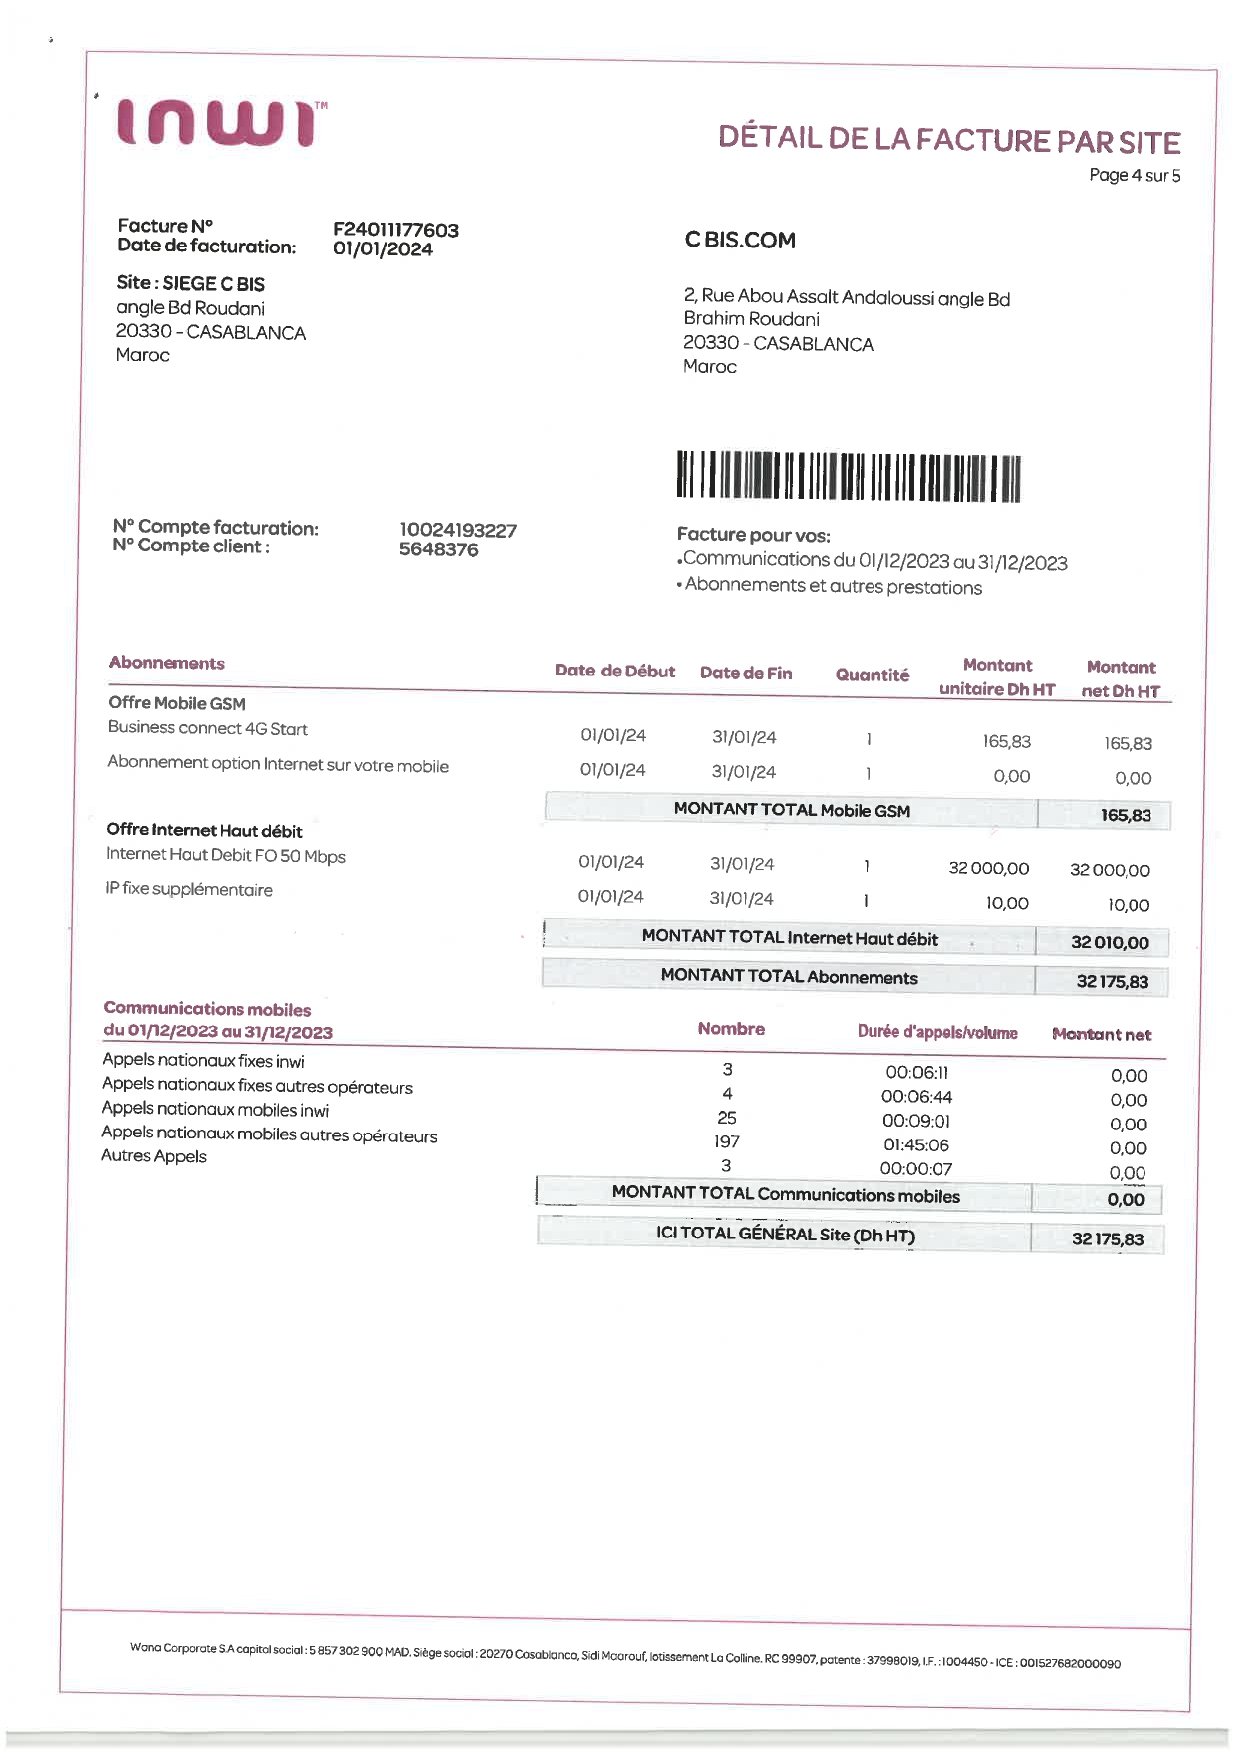 inwi™
DÉTAIL DE LA FACTURE PAR SITE
Page 4 sur 5
Facture N° F24011177603
Date de facturation: 01/01/2024
Site : SIEGE C BIS
angle Bd Roudani
20330 - CASABLANCA
Maroc
C BIS.COM
2, Rue Abou Assalt Andaloussi angle Bd
Brahim Roudani
20330 - CASABLANCA
Maroc
N° Compte facturation: 10024193227
N° Compte client : 5648376
Facture pour vos:
•Communications du 01/12/2023 au 31/12/2023
• Abonnements et autres prestations
Abonnements Date de Début Date de Fin Quantité Montant unitaire Dh HT Montant net Dh HT
Offre Mobile GSM
Business connect 4G Start 01/01/24 31/01/24 1 165,83 165,83
Abonnement option Internet sur votre mobile 01/01/24 31/01/24 1 0,00 0,00
MONTANT TOTAL Mobile GSM 165,83
Offre Internet Haut débit
Internet Haut Debit FO 50 Mbps 01/01/24 31/01/24 1 32 000,00 32 000,00
IP fixe supplémentaire 01/01/24 31/01/24 1 10,00 10,00
MONTANT TOTAL Internet Haut débit 32 010,00
MONTANT TOTAL Abonnements 32 175,83
Communications mobiles
du 01/12/2023 au 31/12/2023 Nombre Durée d'appels/volume Montant net
Appels nationaux fixes inwi 3 00:06:11 0,00
Appels nationaux fixes autres opérateurs 4 00:06:44 0,00
Appels nationaux mobiles inwi 25 00:09:01 0,00
Appels nationaux mobiles autres opérateurs 197 01:45:06 0,00
Autres Appels 3 00:00:07 0,00
MONTANT TOTAL Communications mobiles 0,00
ICI TOTAL GÉNÉRAL Site (Dh HT) 32 175,83
Wana Corporate S.A capital social : 5 857 302 900 MAD. Siège social : 20270 Casablanca, Sidi Maarouf, lotissement La Colline. RC 99907, patente : 37998019, I.F. : 1004450 - ICE : 001527682000090